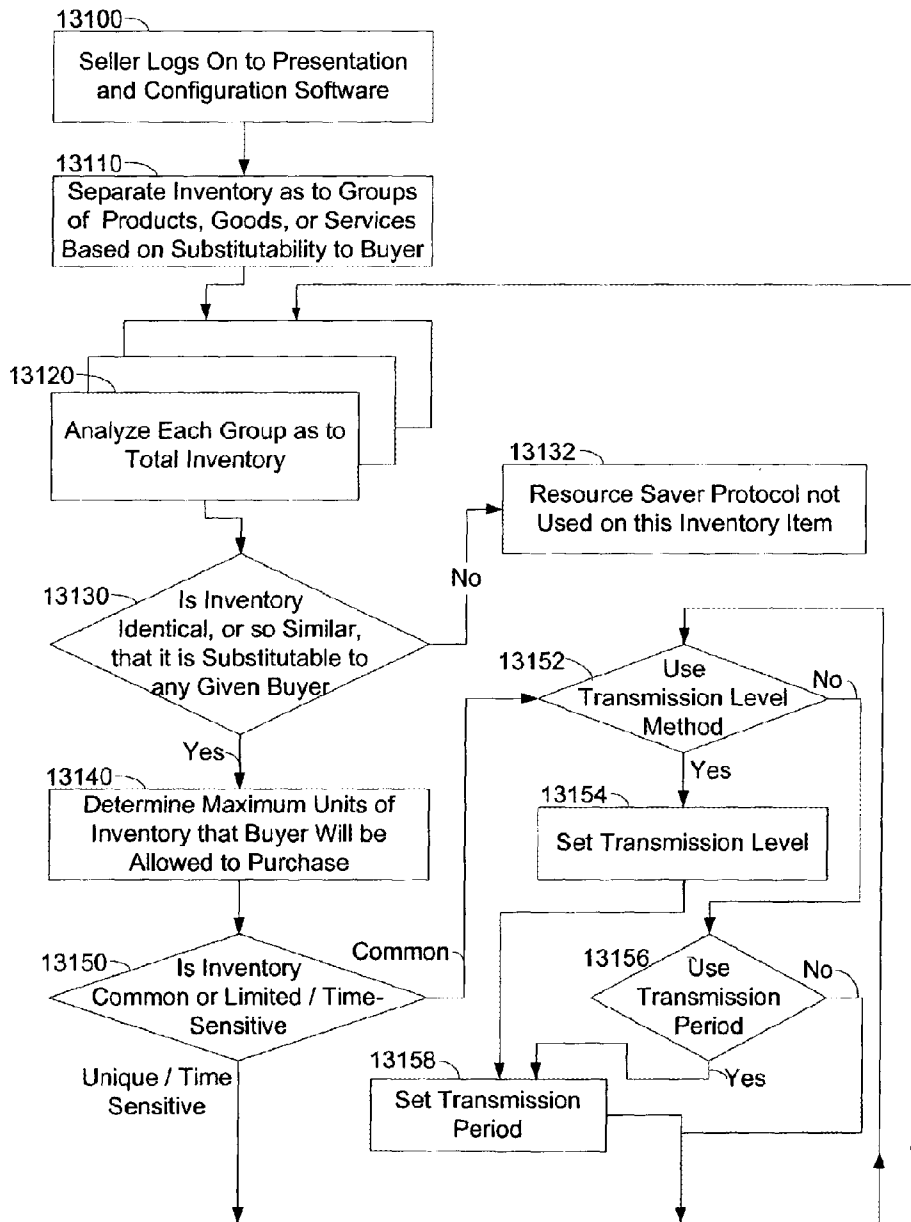 13100
Seller Logs On to Presentation
and Configuration Software
13110
Separate Inventory as to Groups
of Products, Goods, or Services
Based on Substitutability to Buyer
13120
Analyze Each Group as to
Total Inventory
13132
Resource Saver Protocol not
Used on this Inventory Item
No
13130
Is Inventory
Identical, or so Similar,
that it is Substitutable to
any Given Buyer
Yes
13152
Use
Transmission Level
Method
No
Yes
13140
Determine Maximum Units of
Inventory that Buyer Will be
Allowed to Purchase
13154
Set Transmission Level
13150
Is Inventory
Common or Limited / Time-
Sensitive
Common
13156
Use
Transmission
Period
No
Yes
Unique / Time
Sensitive
13158
Set Transmission
Period